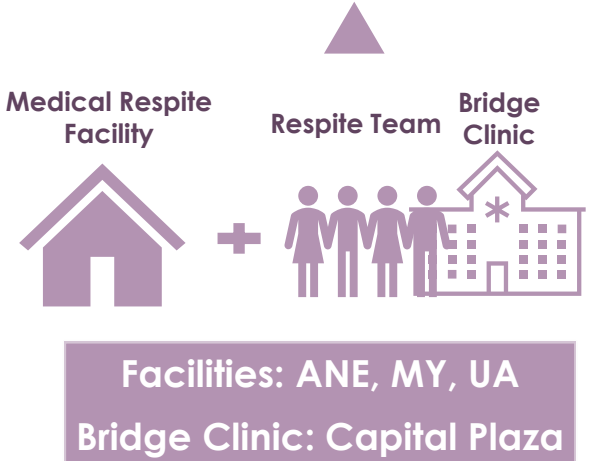 Medical Respite
Facility
Respite Team
Bridge
Clinic
Facilities: ANE, MY, UA
Bridge Clinic: Capital Plaza